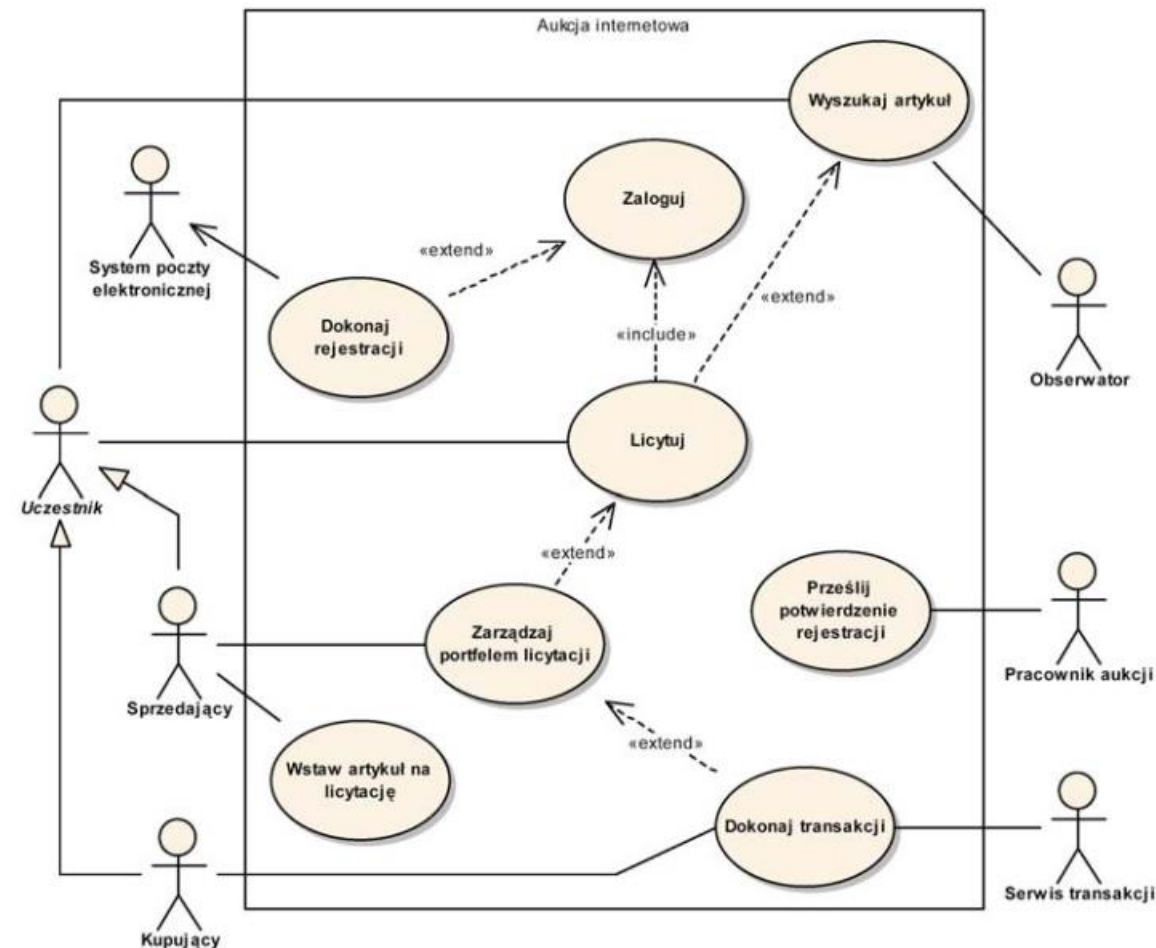 Aukcja internetowa
Wyszukaj artykuł
Zaloguj
«extend»
System poczty
elektronicznej
Dokonaj
rejestracji
«extend»
«include»
Obserwator
Licytuj
Uczestnik
«extend»
Prześlij
potwierdzenie
rejestracji
Zarządzaj
portfelem licytacji
Pracownik aukcji
Sprzedający
«extend»
Wstaw artykuł na
licytację
Dokonaj transakcji
Serwis transakcji
Kupujący